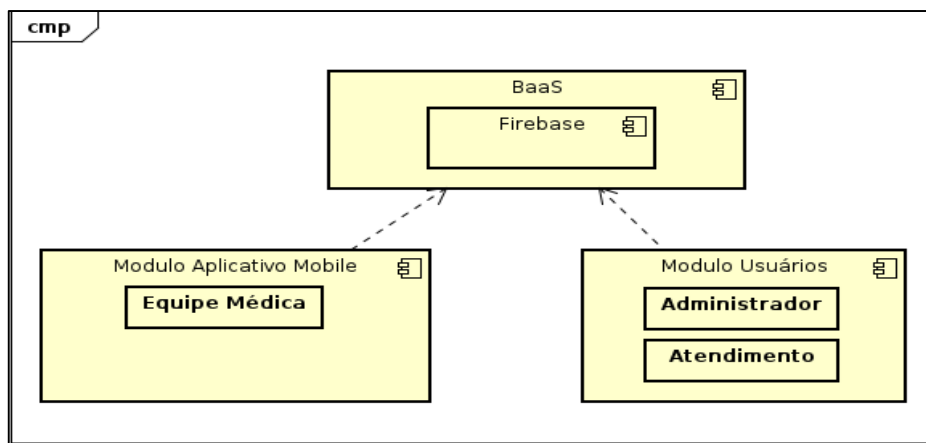 cmp
BaaS
Firebase
Modulo Aplicativo Mobile
Equipe Médica
Modulo Usuários
Administrador
Atendimento